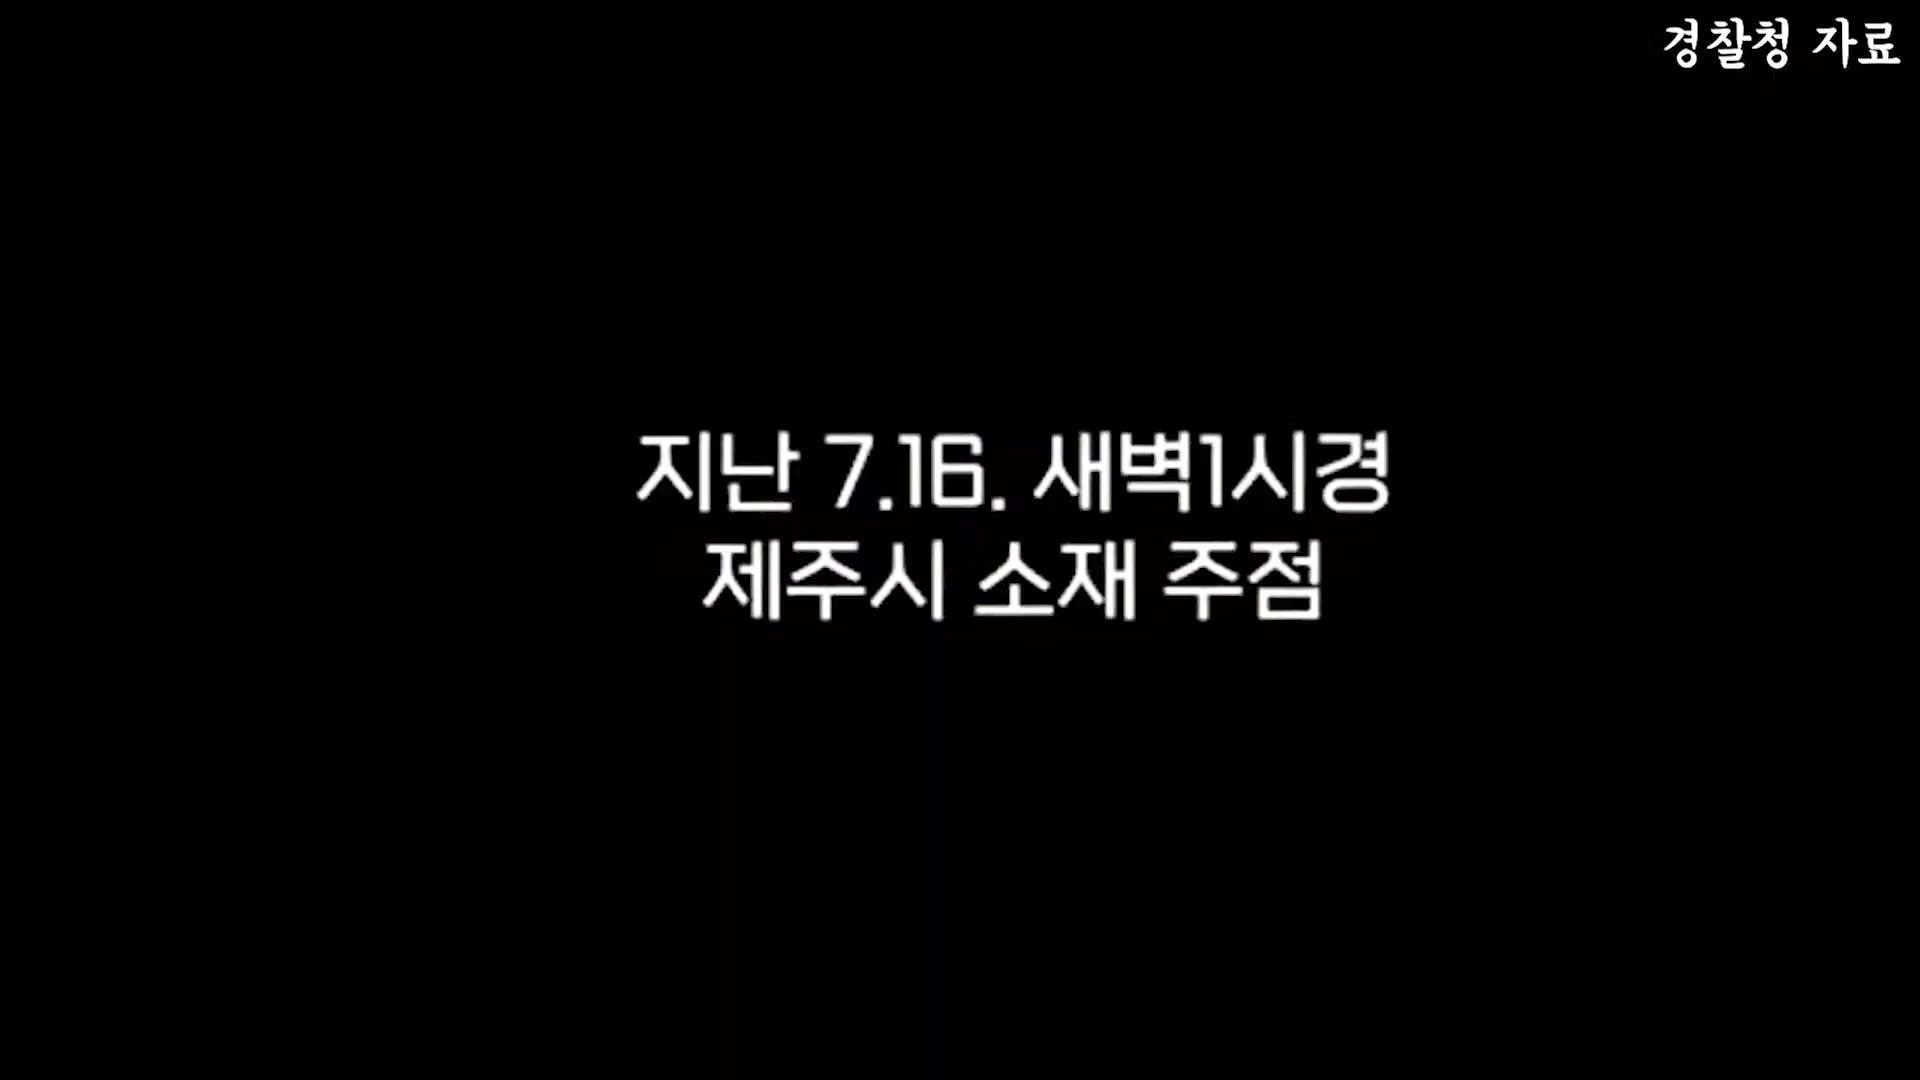 경찰청 자료
지난 7.16. 새벽1시경
제주시 소재 주점